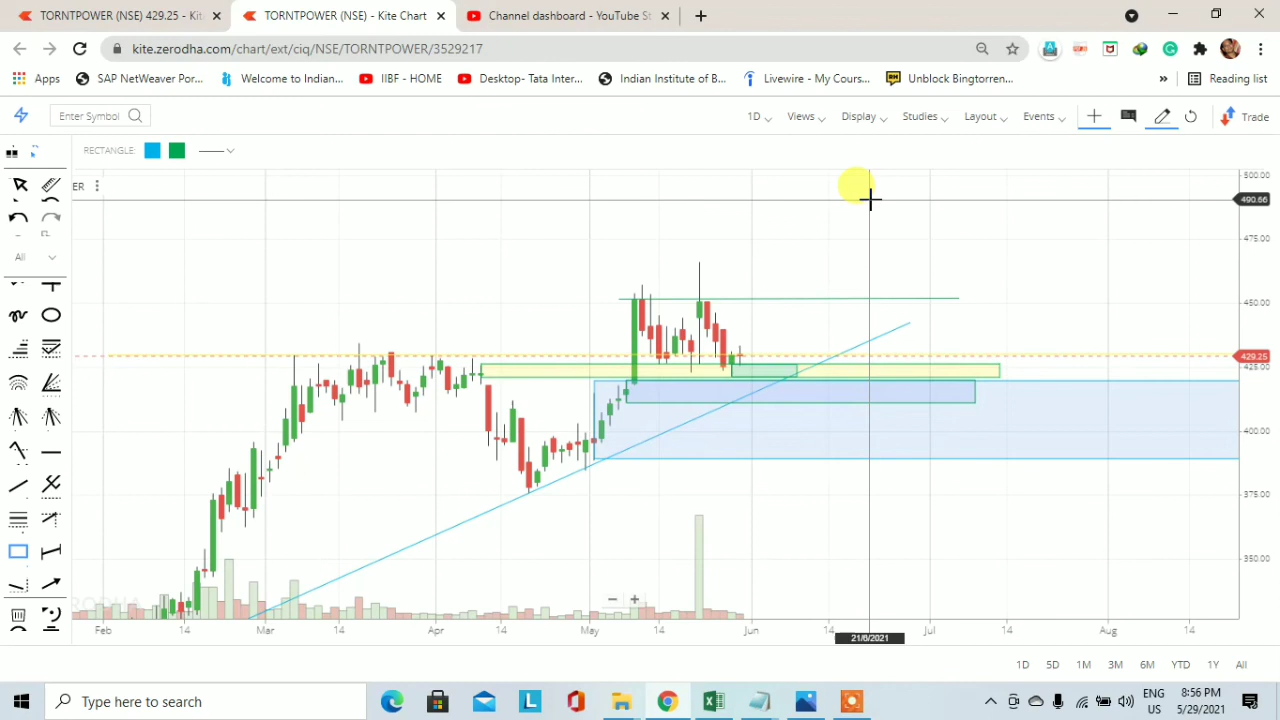 TORNTPOWER (NSE) 429.25 - Ki
TORNTPOWER (NSE) - Kite Chart
Channel dashboard - YouTube St
kite.zerodha.com/chart/ext/ciq/NSE/TORNTPOWER/3529217
Apps
SAP NetWeaver Por...
Welcome to Indian...
IIBF - HOME
Desktop- Tata Inter...
Indian Institute of B...
Livewire - My Cours...
Unblock Bingtorren...
»
Reading list
Enter Symbol
1D
Views
Display
Studies
Layout
Events
Trade
RECTANGLE:
ER
All
500.00
490.66
475.00
450.00
429.25
425.00
400.00
375.00
350.00
Feb
14
Mar
14
Apr
14
May
14
Jun
14
Jul
14
Aug
14
21/6/2021
1D
5D
1M
3M
6M
YTD
1Y
All
Type here to search
ENG
US
8:56 PM
5/29/2021